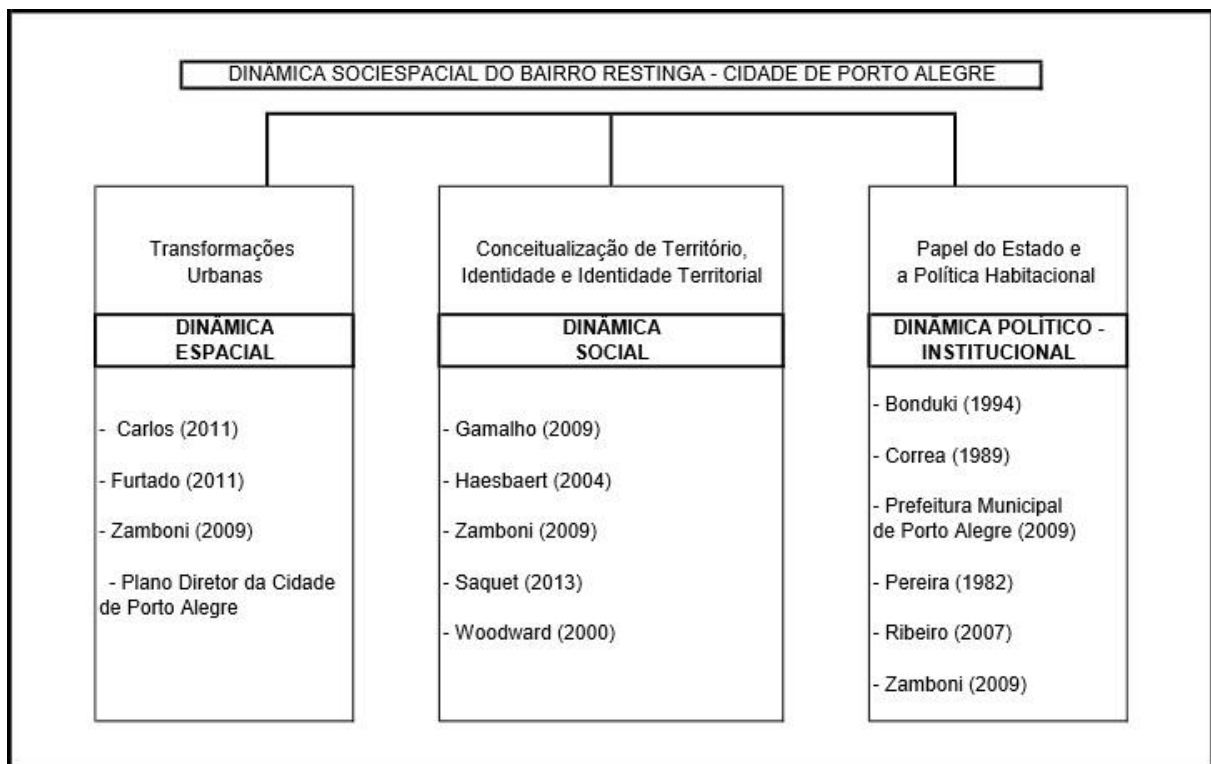 DINÂMICA SOCIESPACIAL DO BAIRRO RESTINGA - CIDADE DE PORTO ALEGRE
Transformações
Urbanas
DINÂMICA
ESPACIAL
- Carlos (2011)
- Furtado (2011)
- Zamboni (2009)
- Plano Diretor da Cidade
de Porto Alegre
Conceitualização de Território,
Identidade e Identidade Territorial
DINÂMICA
SOCIAL
- Gamalho (2009)
- Haesbaert (2004)
- Zamboni (2009)
- Saquet (2013)
- Woodward (2000)
Papel do Estado e
a Política Habitacional
DINÂMICA POLÍTICO -
INSTITUCIONAL
- Bonduki (1994)
- Correa (1989)
- Prefeitura Municipal
de Porto Alegre (2009)
- Pereira (1982)
- Ribeiro (2007)
- Zamboni (2009)